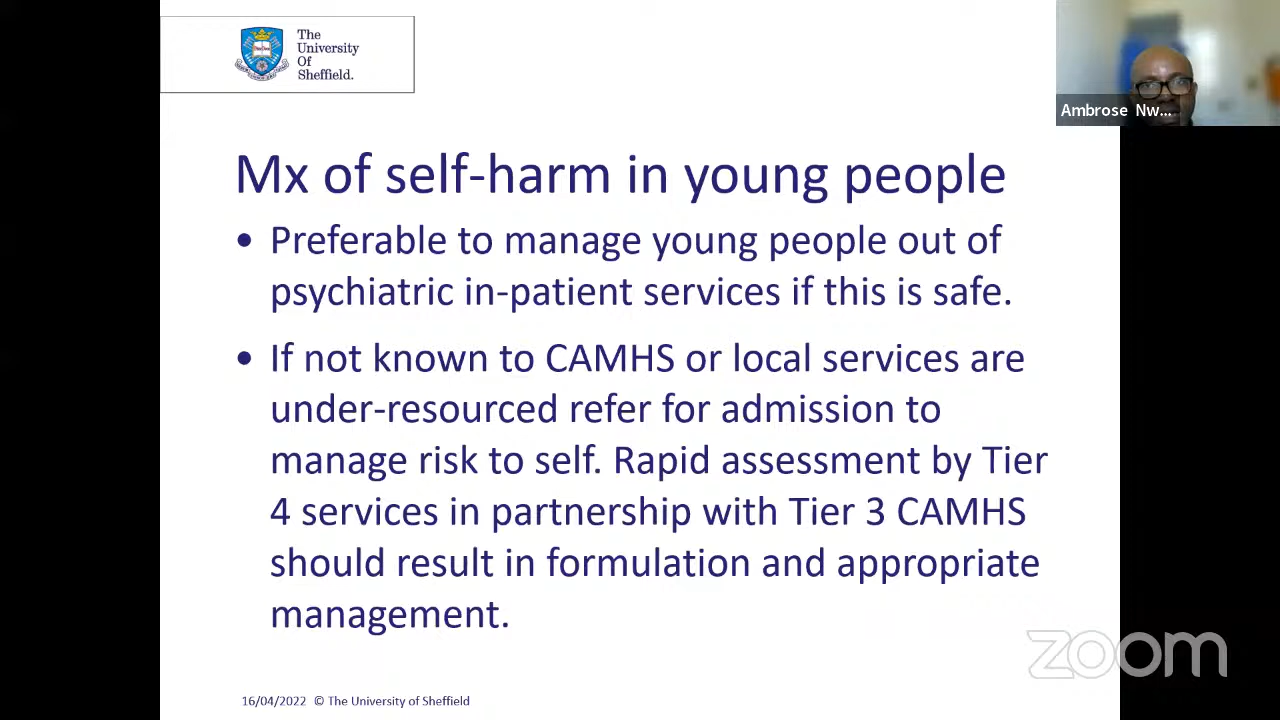 The
University
Of
Sheffield.
Ambrose Nw...
Mx of self-harm in young people
• Preferable to manage young people out of
psychiatric in-patient services if this is safe.
• If not known to CAMHS or local services are
under-resourced refer for admission to
manage risk to self. Rapid assessment by Tier
4 services in partnership with Tier 3 CAMHS
should result in formulation and appropriate
management.
zoom
16/04/2022 © The University of Sheffield